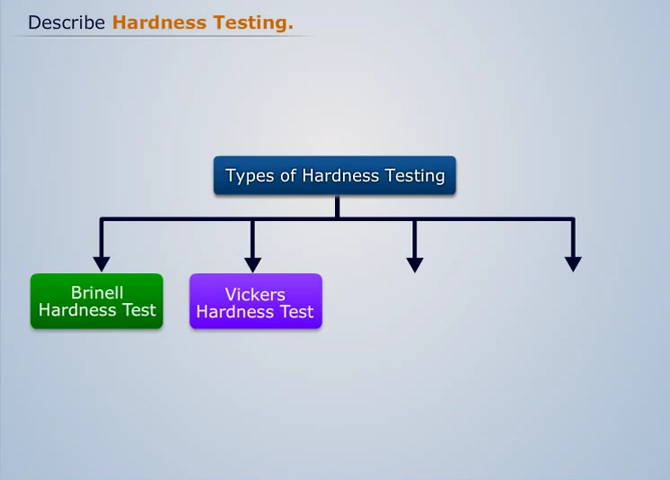 Describe Hardness Testing.
Types of Hardness Testing
Brinell
Hardness Test
Vickers
Hardness Test